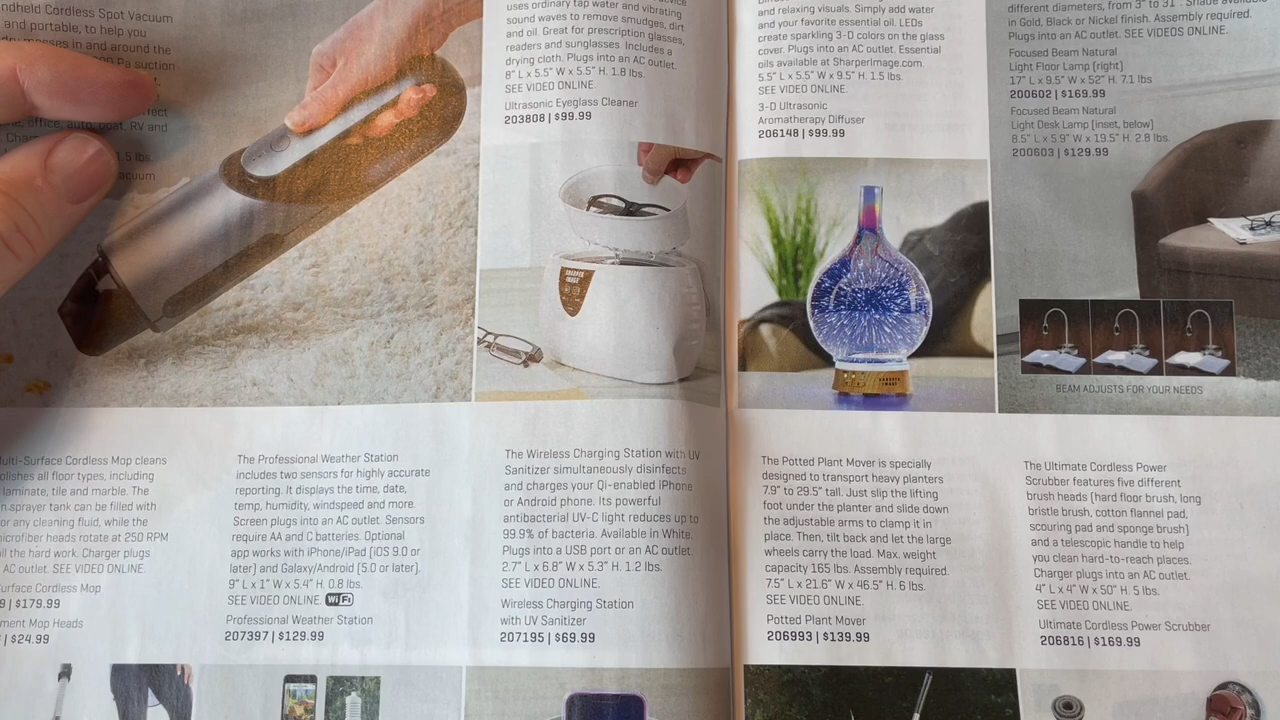 ndheld Cordless Spot Vacuum
and portable, to help you
in and around the
Pa suction
office, auto, boat, RV and
1.5 lbs.
uses ordinary tap water and vibrating
sound waves to remove smudges, dirt
and oil. Great for prescription glasses,
readers and sunglasses. Includes a
drying cloth. Plugs into an AC outlet.
8" L x 5.5" W x 5.5" H. 1.8 lbs.
SEE VIDEO ONLINE.
Ultrasonic Eyeglass Cleaner
203808 | $99.99
SHARPER
IMAGE
and relaxing visuals. Simply add water
and your favorite essential oil. LEDs
create sparkling 3-D colors on the glass
cover. Plugs into an AC outlet. Essential
oils available at SharperImage.com.
5.5" L x 5.5" W x 9.5" H. 1.5 lbs.
SEE VIDEO ONLINE.
3-D Ultrasonic
Aromatherapy Diffuser
206148 | $99.99
SHARPER
IMAGE
different diameters, from 3" to 31". Shade available
in Gold, Black or Nickel finish. Assembly required.
Plugs into an AC outlet. SEE VIDEOS ONLINE.
Focused Beam Natural
Light Floor Lamp [right]
17" L x 9.5" W x 52" H. 7.1 lbs
200602 | $169.99
Focused Beam Natural
Light Desk Lamp [inset, below]
8.5" L x 5.9" W x 19.5" H. 2.8 lbs.
200603 | $129.99
BEAM ADJUSTS FOR YOUR NEEDS
ulti-Surface Cordless Mop cleans
olishes all floor types, including
laminate, tile and marble. The
n sprayer tank can be filled with
or any cleaning fluid, while the
microfiber heads rotate at 250 RPM
all the hard work. Charger plugs
AC outlet. SEE VIDEO ONLINE.
urface Cordless Mop
9 | $179.99
ment Mop Heads
| $24.99
The Professional Weather Station
includes two sensors for highly accurate
reporting. It displays the time, date,
temp, humidity, windspeed and more.
Screen plugs into an AC outlet. Sensors
require AA and C batteries. Optional
app works with iPhone/iPad [iOS 9.0 or
later] and Galaxy/Android [5.0 or later].
9" L x 1" W x 5.4" H. 0.8 lbs.
SEE VIDEO ONLINE. WiFi
Professional Weather Station
207397 | $129.99
The Wireless Charging Station with UV
Sanitizer simultaneously disinfects
and charges your Qi-enabled iPhone
or Android phone. Its powerful
antibacterial UV-C light reduces up to
99.9% of bacteria. Available in White.
Plugs into a USB port or an AC outlet.
2.7" L x 6.8" W x 5.3" H. 1.2 lbs.
SEE VIDEO ONLINE.
Wireless Charging Station
with UV Sanitizer
207195 | $69.99
The Potted Plant Mover is specially
designed to transport heavy planters
7.9" to 29.5" tall. Just slip the lifting
foot under the planter and slide down
the adjustable arms to clamp it in
place. Then, tilt back and let the large
wheels carry the load. Max. weight
capacity 165 lbs. Assembly required.
7.5" L x 21.6" W x 46.5" H. 6 lbs.
SEE VIDEO ONLINE.
Potted Plant Mover
206993 | $139.99
The Ultimate Cordless Power
Scrubber features five different
brush heads [hard floor brush, long
bristle brush, cotton flannel pad,
scouring pad and sponge brush]
and a telescopic handle to help
you clean hard-to-reach places.
Charger plugs into an AC outlet.
4" L x 4" W x 50" H. 5 lbs.
SEE VIDEO ONLINE.
Ultimate Cordless Power Scrubber
206816 | $169.99